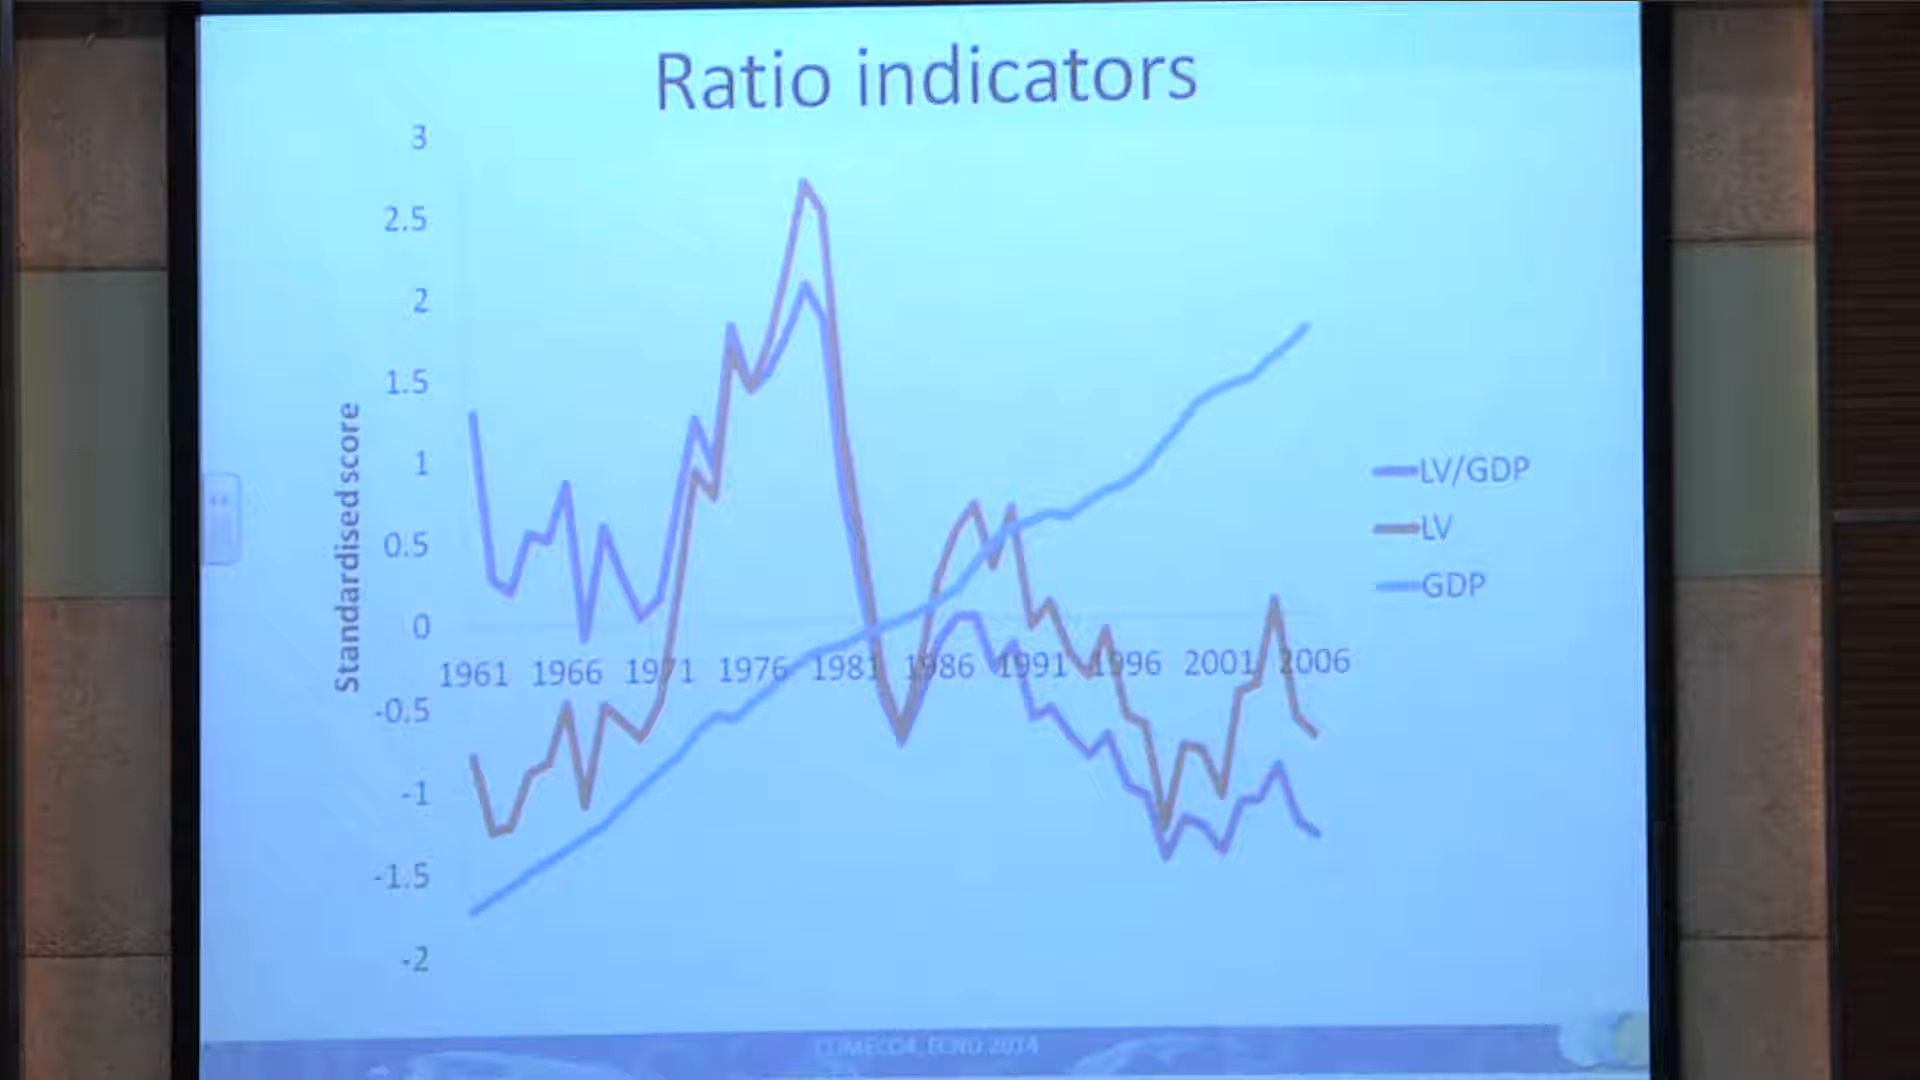 Ratio indicators
3
2.5
2
1.5
1
0.5
0
-0.5
-1
-1.5
-2
Standardised score
1961 1966 1971 1976 1981 1986 1991 1996 2001 2006
LV/GDP
LV
GDP
2014